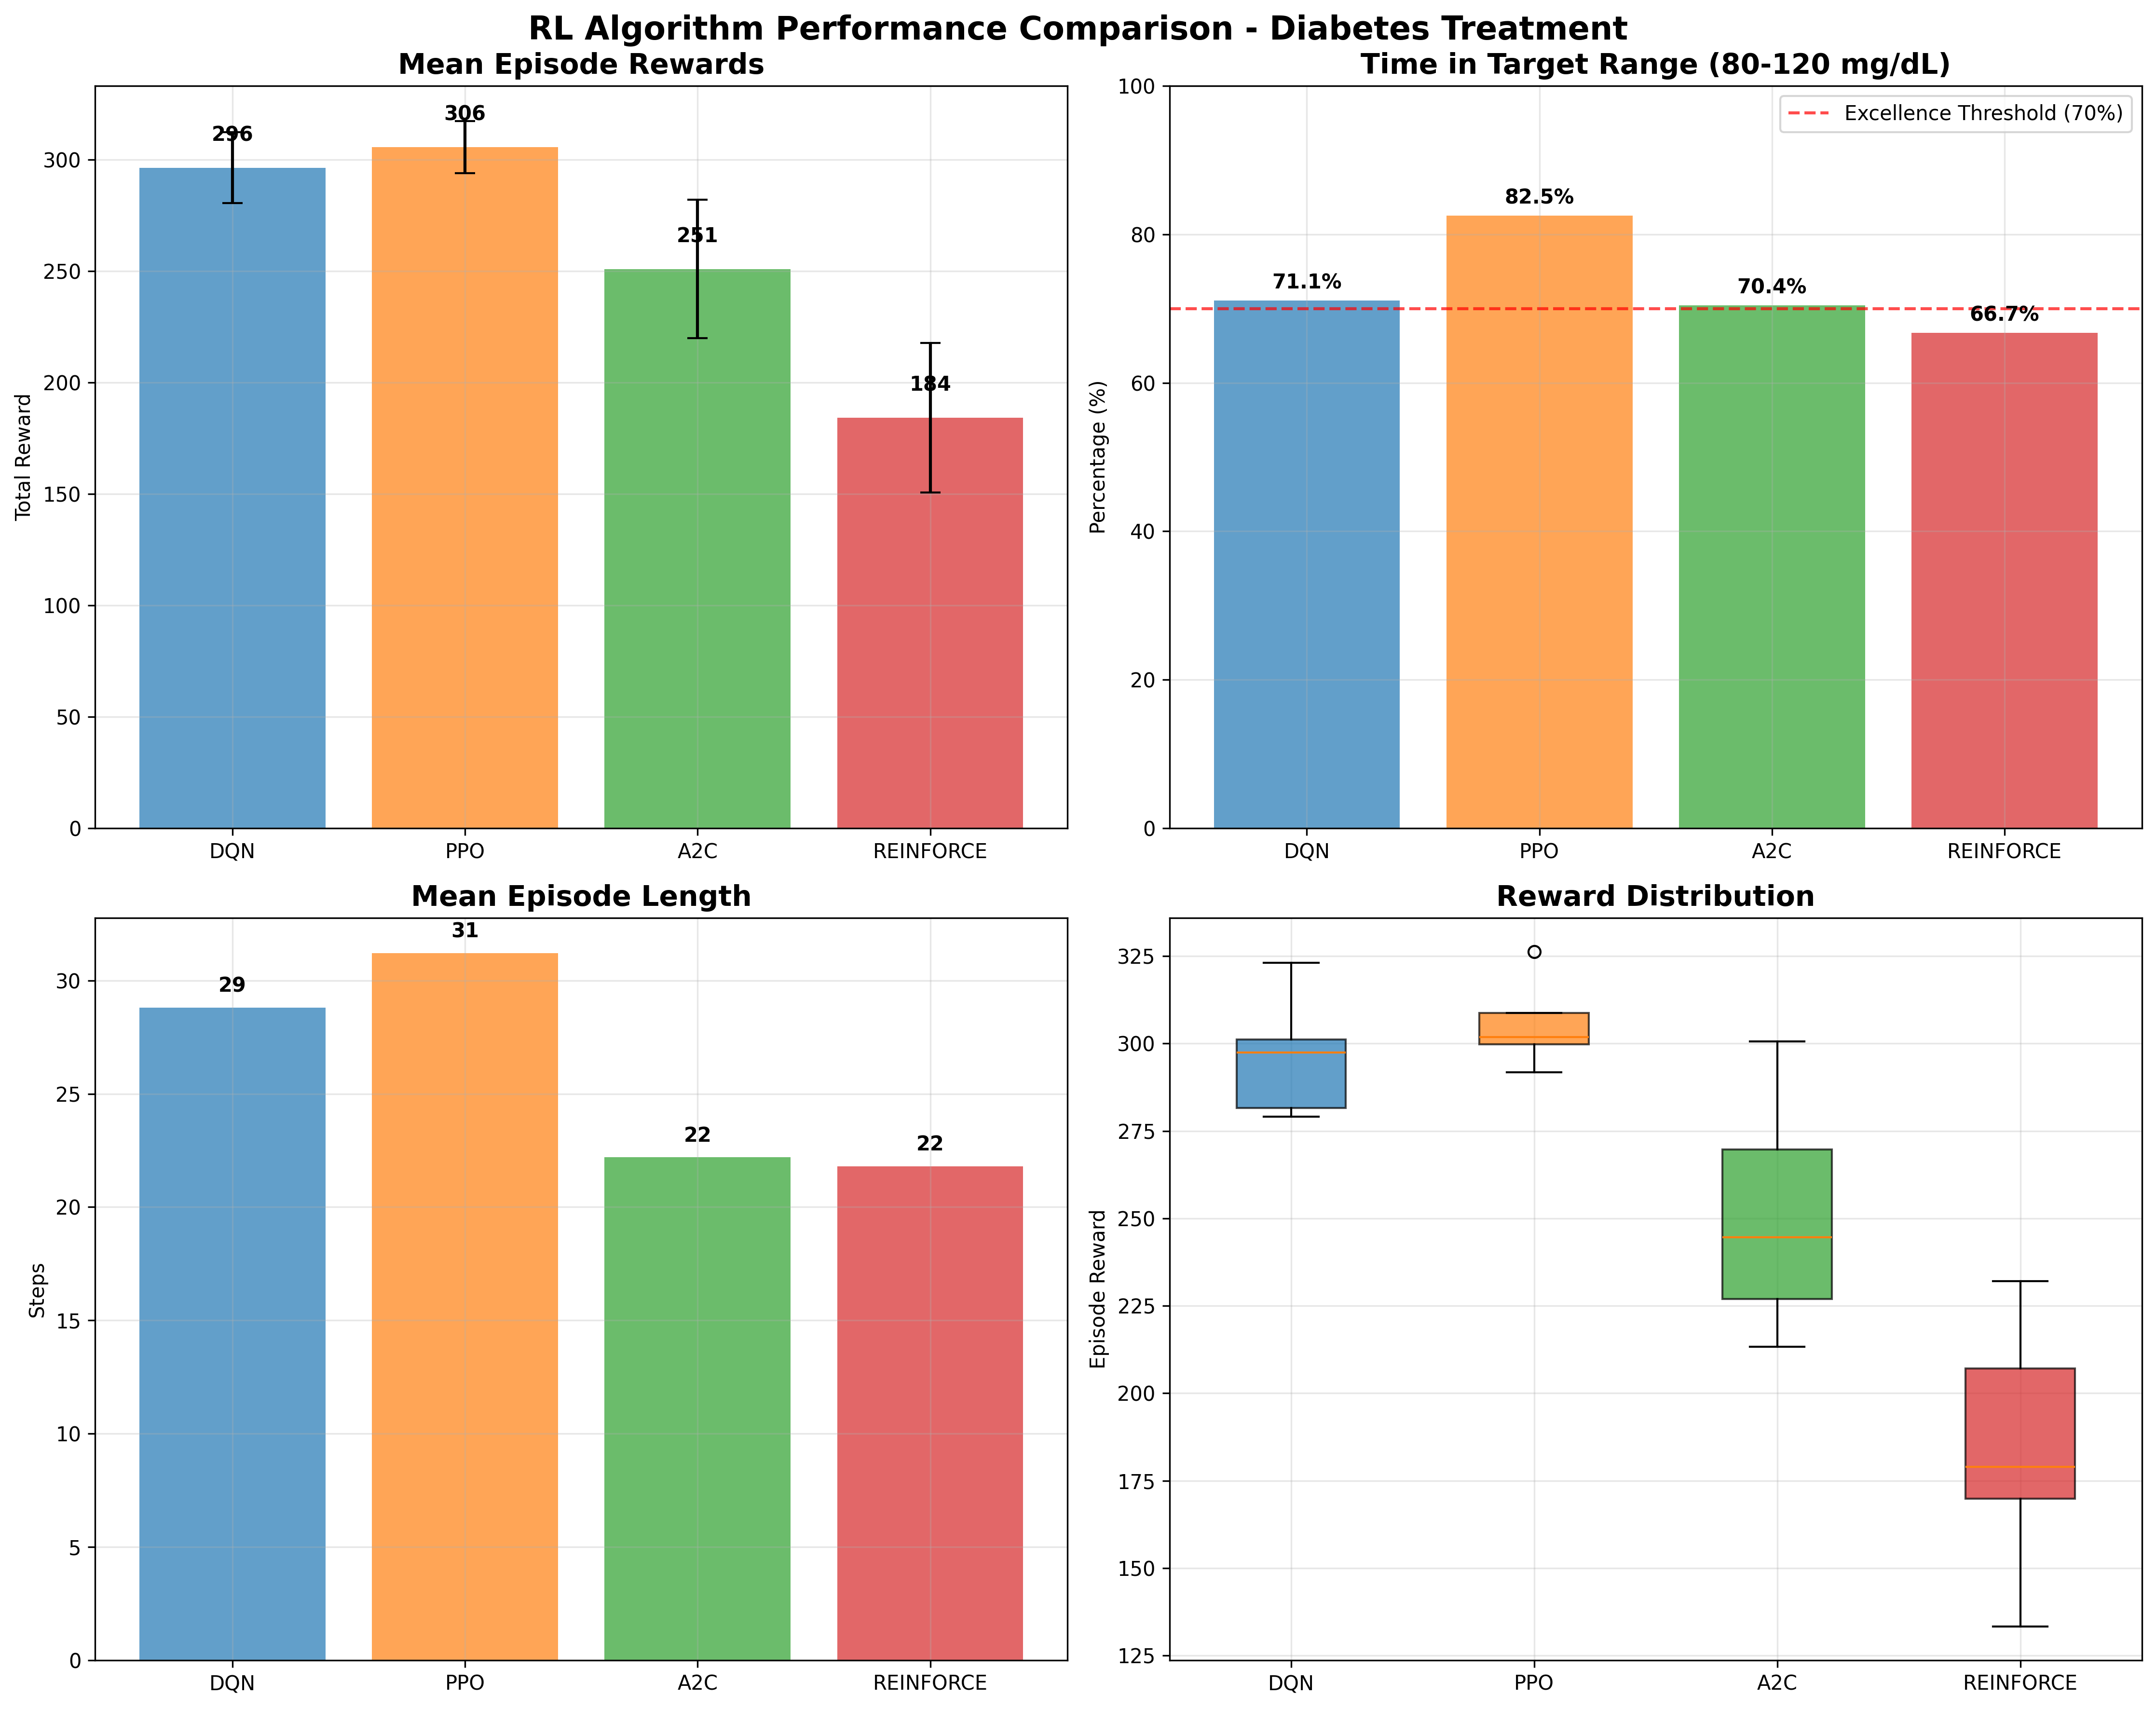 RL Algorithm Performance Comparison - Diabetes Treatment
Mean Episode Rewards
Total Reward
300
250
200
150
100
50
0
296
306
251
184
DQN
PPO
A2C
REINFORCE
Time in Target Range (80-120 mg/dL)
Percentage (%)
100
80
60
40
20
0
Excellence Threshold (70%)
71.1%
82.5%
70.4%
66.7%
DQN
PPO
A2C
REINFORCE
Mean Episode Length
Steps
30
25
20
15
10
5
0
29
31
22
22
DQN
PPO
A2C
REINFORCE
Reward Distribution
Episode Reward
325
300
275
250
225
200
175
150
125
DQN
PPO
A2C
REINFORCE